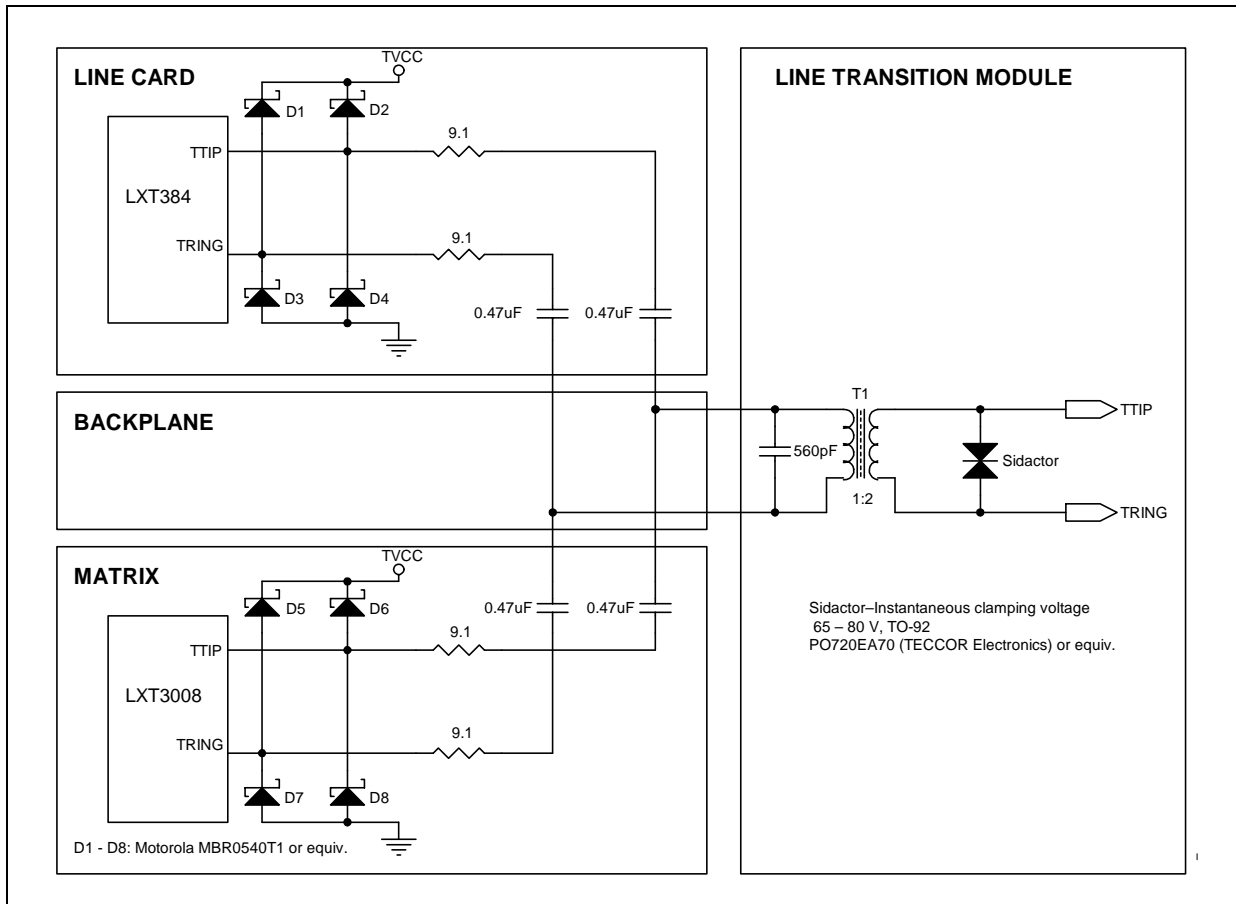 LINE CARD
TVCC
D1
D2
9.1
TTIP
LXT384
9.1
TRING
D3
D4
0.47uF
0.47uF
LINE TRANSITION MODULE
BACKPLANE
T1
560pF
1:2
Sidactor
TTIP
TRING
MATRIX
TVCC
D5
D6
0.47uF
0.47uF
9.1
TTIP
LXT3008
9.1
TRING
D7
D8
D1 - D8: Motorola MBR0540T1 or equiv.
Sidactor–Instantaneous clamping voltage
65 – 80 V, TO-92
PO720EA70 (TECCOR Electronics) or equiv.